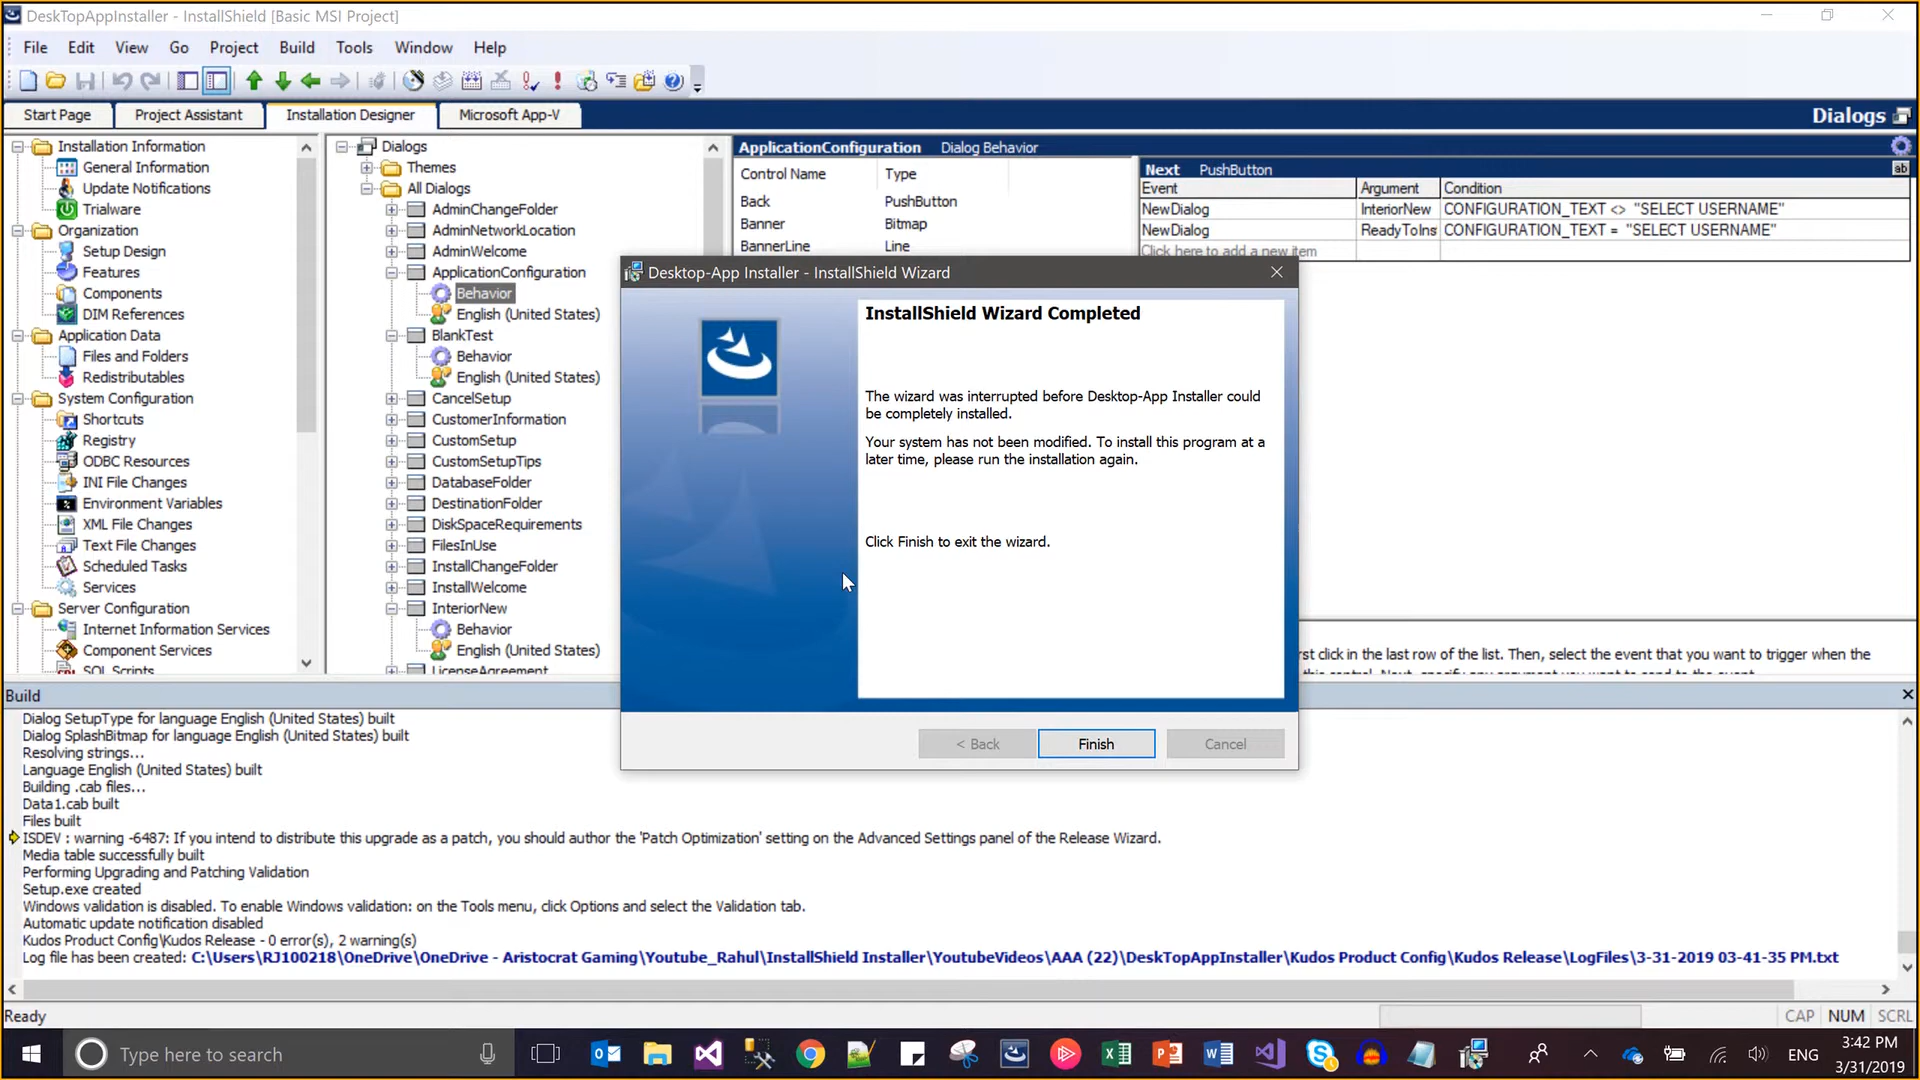 DeskTopAppInstaller - InstallShield [Basic MSI Project]
File Edit View Go Project Build Tools Window Help
Start Page Project Assistant Installation Designer Microsoft App-V Dialogs
Installation Information
General Information
Update Notifications
Trialware
Organization
Setup Design
Features
Components
DIM References
Application Data
Files and Folders
Redistributables
System Configuration
Shortcuts
Registry
ODBC Resources
INI File Changes
Environment Variables
XML File Changes
Text File Changes
Scheduled Tasks
Services
Server Configuration
Internet Information Services
Component Services
SQL Scripts
Dialogs
Themes
All Dialogs
AdminChangeFolder
AdminNetworkLocation
AdminWelcome
ApplicationConfiguration
Behavior
English (United States)
BlankTest
Behavior
English (United States)
CancelSetup
CustomerInformation
CustomSetup
CustomSetupTips
DatabaseFolder
DestinationFolder
DiskSpaceRequirements
FilesInUse
InstallChangeFolder
InstallWelcome
InteriorNew
Behavior
English (United States)
LicenseAgreement
ApplicationConfiguration Dialog Behavior
Control Name Type
Back PushButton
Banner Bitmap
BannerLine Line
Next PushButton
ab
Event Argument Condition
NewDialog InteriorNew CONFIGURATION_TEXT <> "SELECT USERNAME"
NewDialog ReadyToIns CONFIGURATION_TEXT = "SELECT USERNAME"
Click here to add a new item
Desktop-App Installer - InstallShield Wizard
InstallShield Wizard Completed
The wizard was interrupted before Desktop-App Installer could
be completely installed.
Your system has not been modified. To install this program at a
later time, please run the installation again.
Click Finish to exit the wizard.
< Back Finish Cancel
rst click in the last row of the list. Then, select the event that you want to trigger when the
Build
Dialog SetupType for language English (United States) built
Dialog SplashBitmap for language English (United States) built
Resolving strings...
Language English (United States) built
Building .cab files...
Data1.cab built
Files built
ISDEV : warning -6487: If you intend to distribute this upgrade as a patch, you should author the 'Patch Optimization' setting on the Advanced Settings panel of the Release Wizard.
Media table successfully built
Performing Upgrading and Patching Validation
Setup.exe created
Windows validation is disabled. To enable Windows validation: on the Tools menu, click Options and select the Validation tab.
Automatic update notification disabled
Kudos Product Config\Kudos Release - 0 error(s), 2 warning(s)
Log file has been created: C:\Users\RJ100218\OneDrive\OneDrive - Aristocrat Gaming\Youtube_Rahul\InstallShield Installer\YoutubeVideos\AAA (22)\DeskTopAppInstaller\Kudos Product Config\Kudos Release\LogFiles\3-31-2019 03-41-35 PM.txt
Ready CAP NUM SCRL
Type here to search
ENG
3:42 PM
3/31/2019